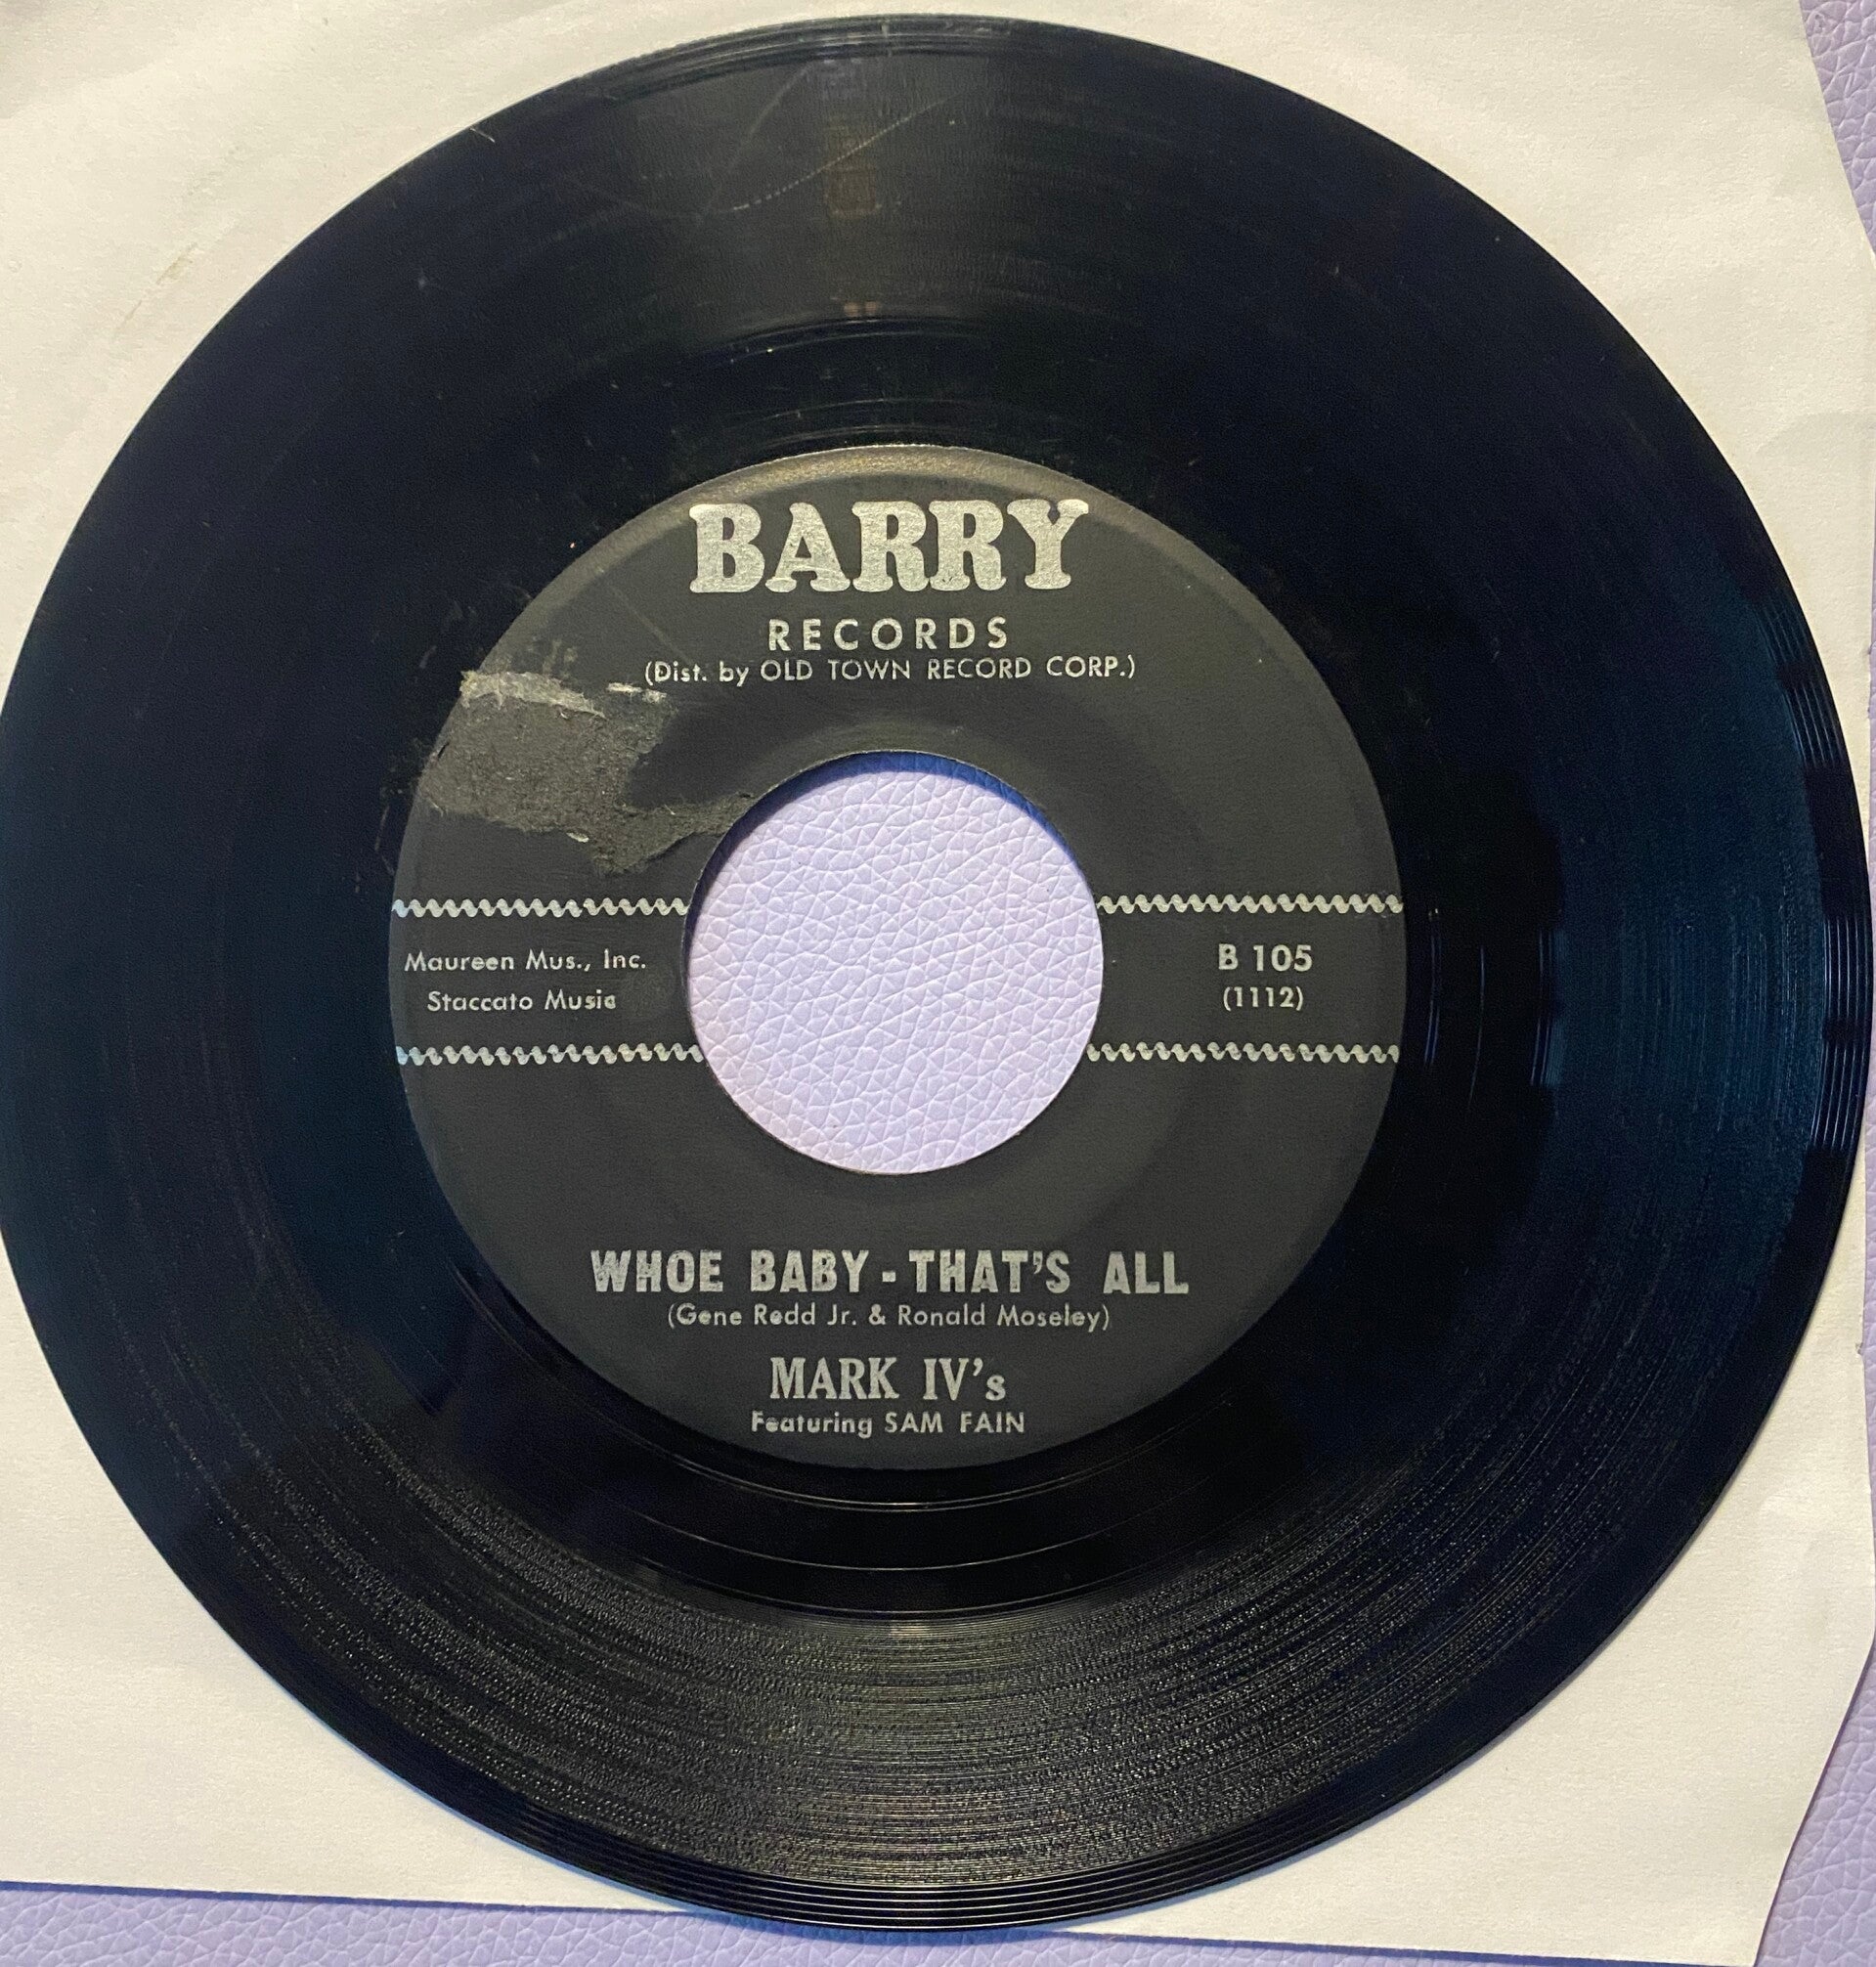 BARRY
RECORDS
(Dist. by OLD TOWN RECORD CORP.)
Maureen Mus., Inc.
Staccato Music
B 105
(1112)
WHOE BABY - THAT'S ALL
(Gene Redd Jr. & Ronald Moseley)
MARK IV's
Featuring SAM FAIN